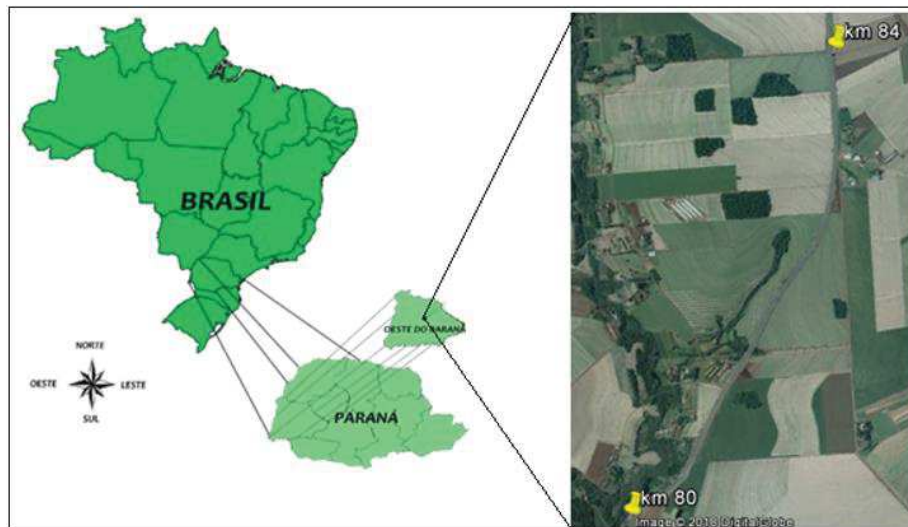 BRASIL
NORTE
OESTE
LESTE
SUL
OESTE DO PARANÁ
PARANÁ
km 84
km 80
Image © 2018 DigitalGlobe